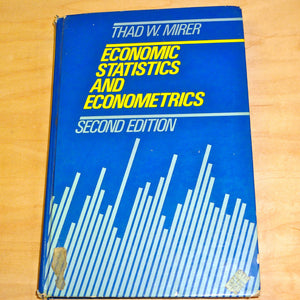 THAD W. MIRER
ECONOMIC
STATISTICS
AND
ECONOMETRICS
SECOND EDITION